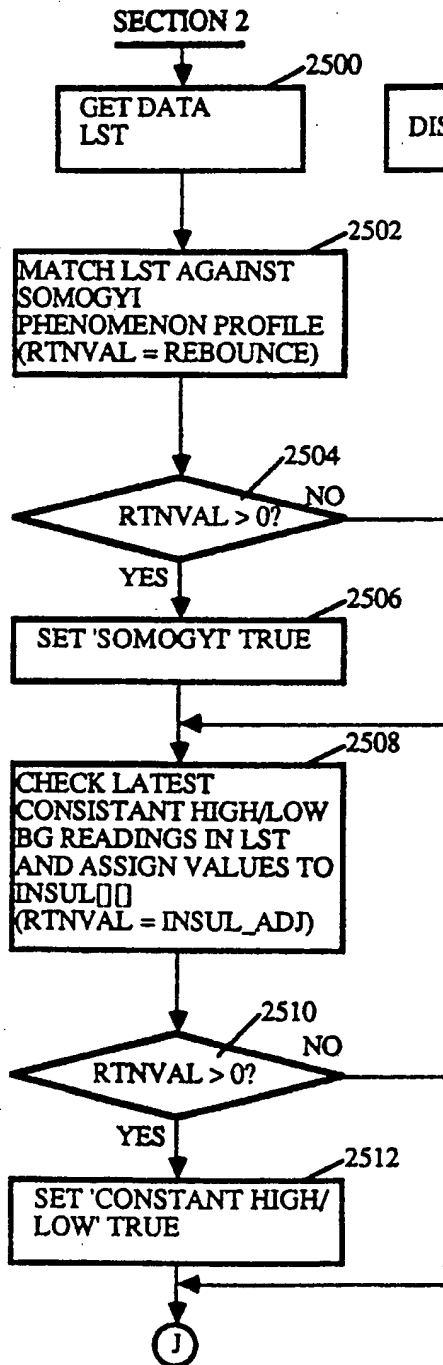 SECTION 2
2500
GET DATA
LST
DIS
2502
MATCH LST AGAINST
SOMOGYI
PHENOMENON PROFILE
(RTNVAL = REBOUNCE)
2504
NO
RTNVAL > 0?
YES
2506
SET 'SOMOGYI' TRUE
2508
CHECK LATEST
CONSISTANT HIGH/LOW
BG READINGS IN LST
AND ASSIGN VALUES TO
INSUL[][]
(RTNVAL = INSUL_ADJ)
2510
NO
RTNVAL > 0?
YES
2512
SET 'CONSTANT HIGH/
LOW' TRUE
J